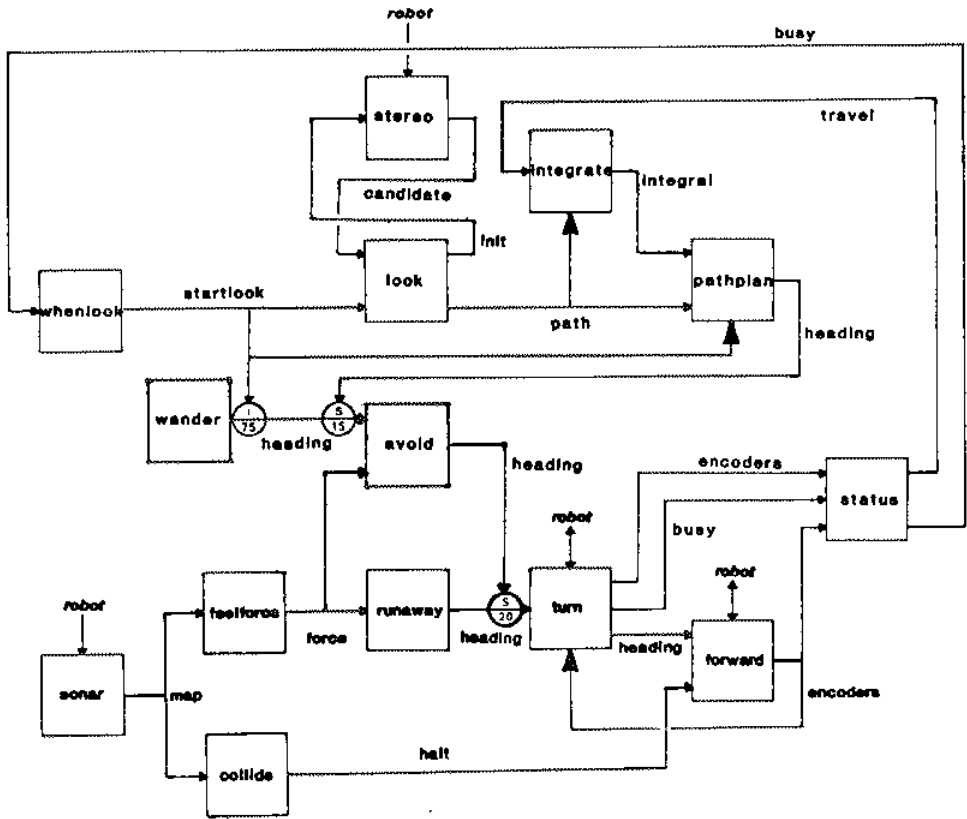 robot
busy
travel
stereo
integrate
integral
candidate
init
look
pathplan
startlook
whenlook
path
heading
wander
I
75
S
15
heading
avoid
heading
encoders
status
busy
robot
robot
robot
feelforce
runaway
S
20
turn
force
heading
heading
forward
sonar
map
encoders
collide
halt